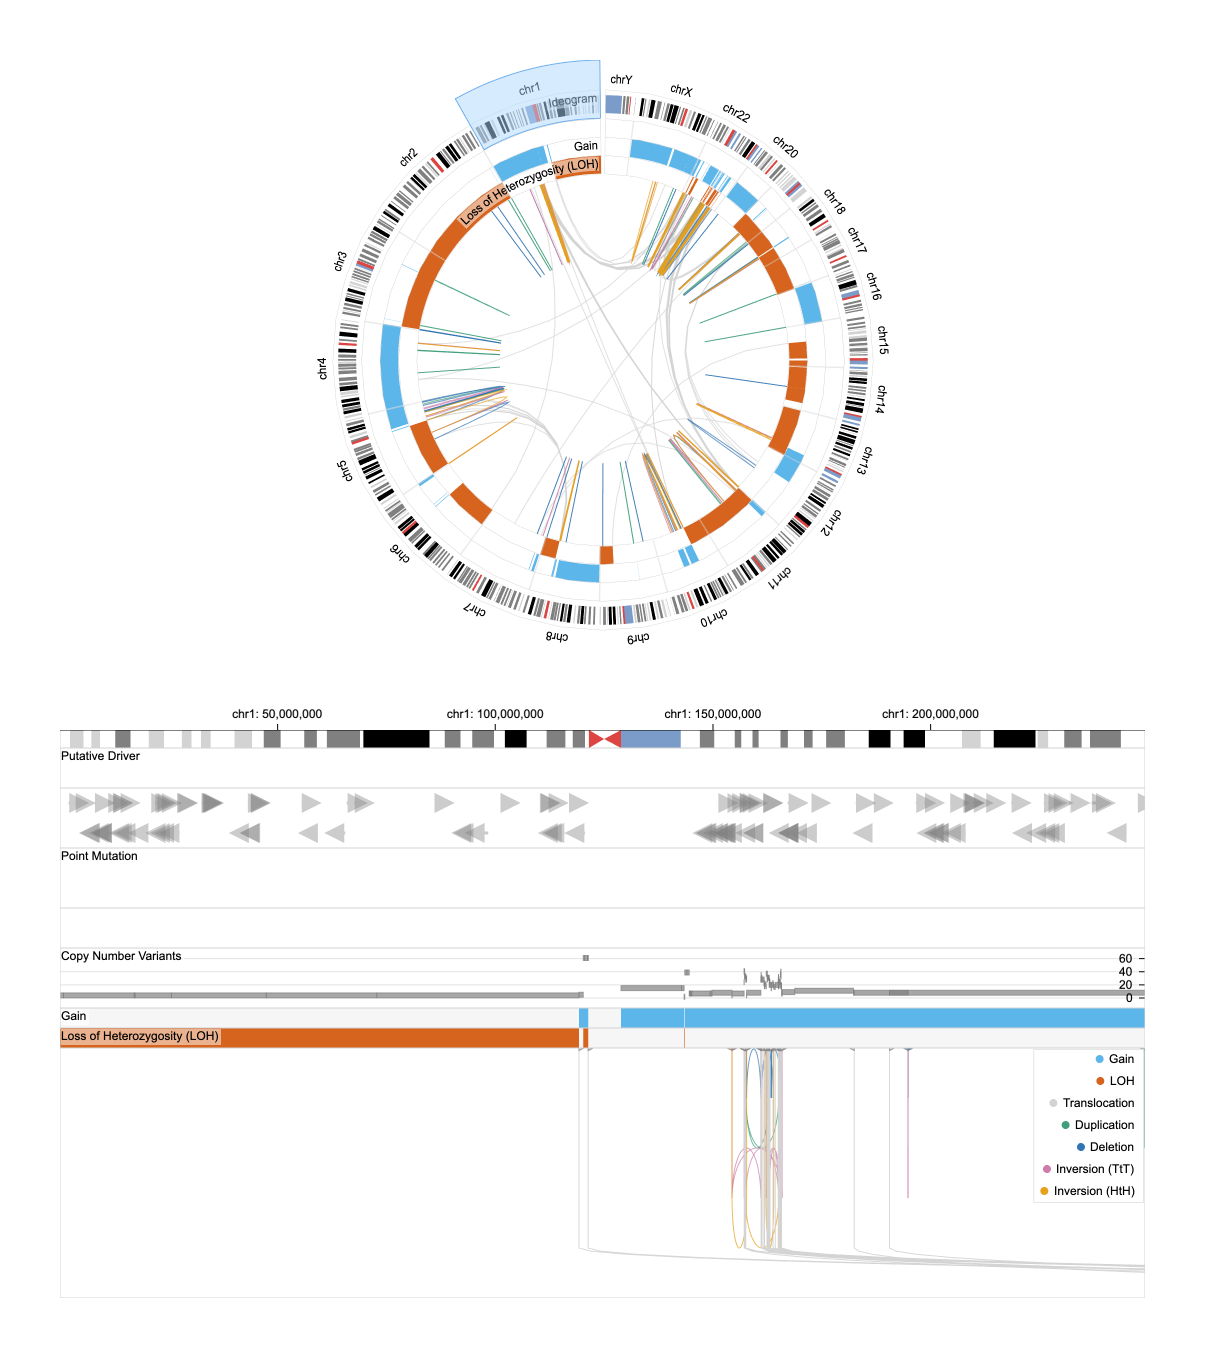 chr1
Ideogram
chrY
chrX
chr22
chr20
chr18
chr17
chr16
chr15
chr14
chr13
chr12
chr11
chr10
chr9
chr8
chr7
chr6
chr5
chr4
chr3
chr2
Gain
Loss of Heterozygosity (LOH)
chr1: 50,000,000
chr1: 100,000,000
chr1: 150,000,000
chr1: 200,000,000
Putative Driver
Point Mutation
Copy Number Variants
60
40
20
0
Gain
Loss of Heterozygosity (LOH)
Gain
LOH
Translocation
Duplication
Deletion
Inversion (TtT)
Inversion (HtH)